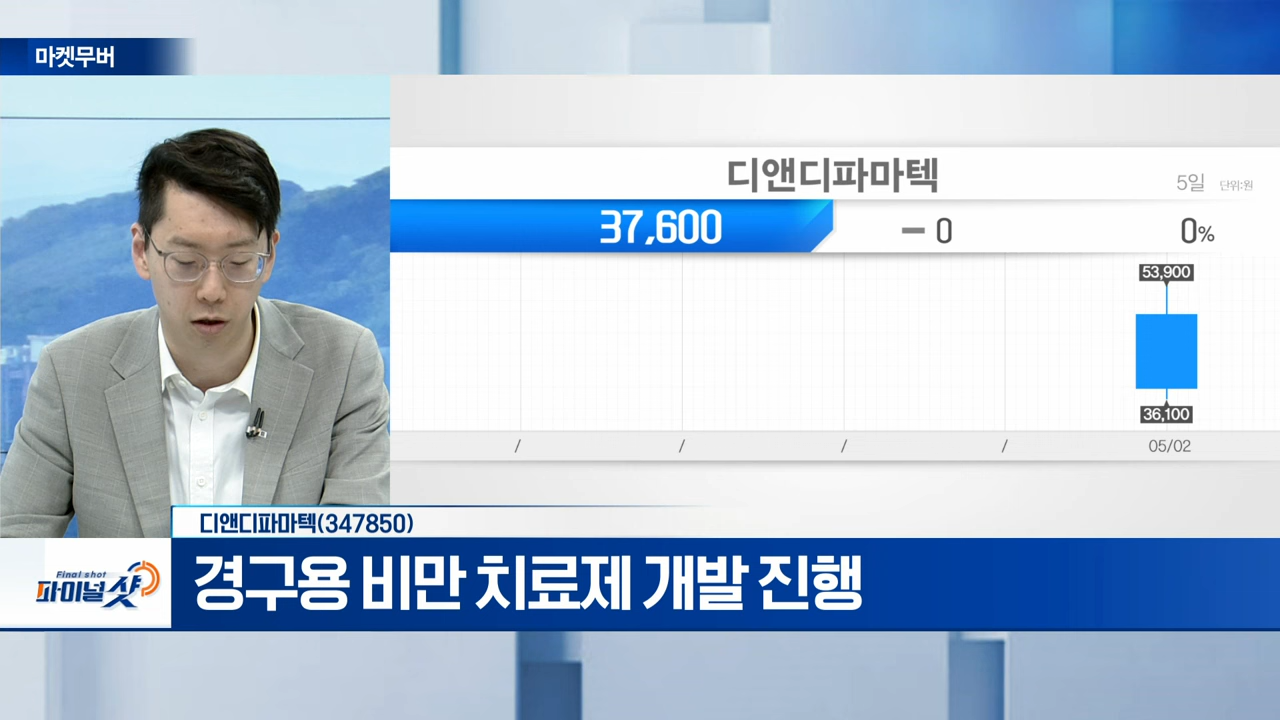 마켓무버
디앤디파마텍
5일 단위:원
37,600 0 0%
53,900
36,100
/ / / / 05/02
디앤디파마텍(347850)
Final shot
파이널샷
경구용 비만 치료제 개발 진행